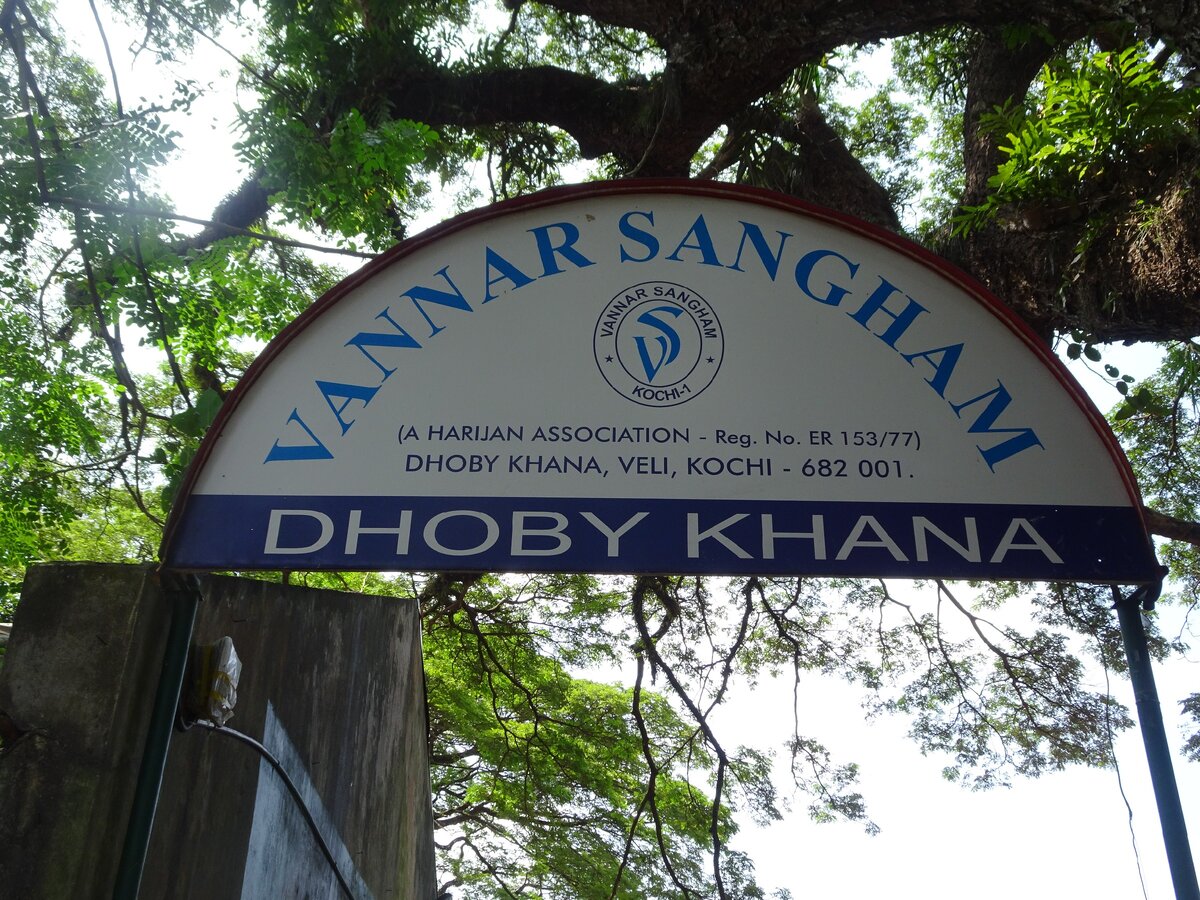 VANNAR SANGHAM
VANNAR SANGHAM
VS
KOCHI-1
(A HARIJAN ASSOCIATION - Reg. No. ER 153/77)
DHOBY KHANA, VELI, KOCHI - 682 001.
DHOBY KHANA